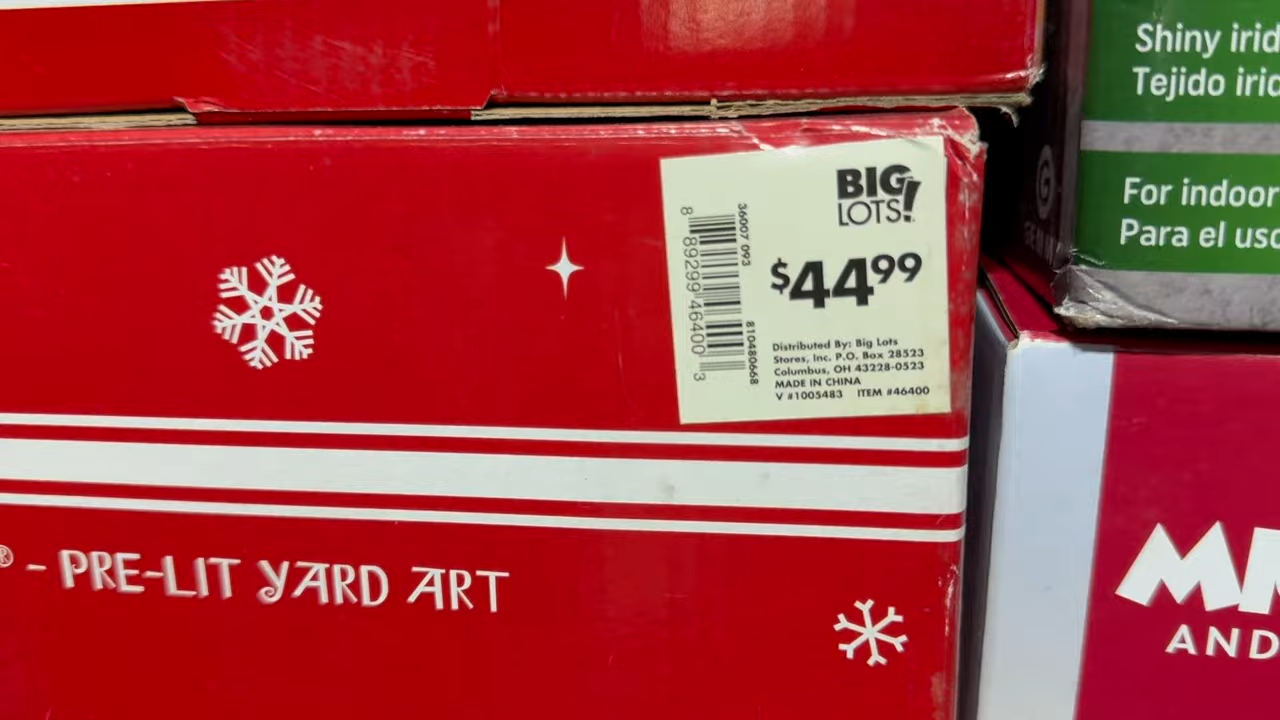 BIG
LOTS!
$44.99
36007 093
8 89299 46400 3
810480668
Distributed By: Big Lots
Stores, Inc. P.O. Box 28523
Columbus, OH 43228-0523
MADE IN CHINA
V #1005483 ITEM #46400
® - PRE-LIT YARD ART
Shiny irid
Tejido irid
For indoor
Para el uso
AND